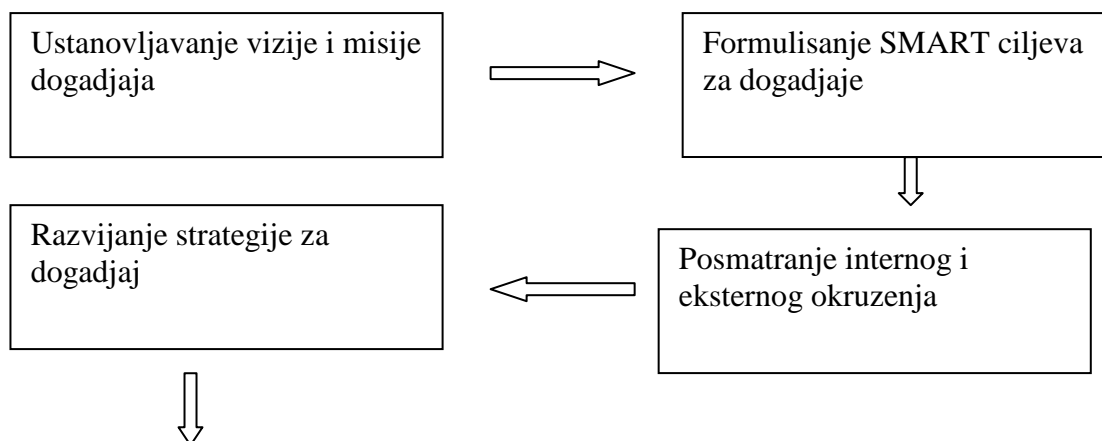 Ustanovljavanje vizije i misije
dogadjaja
Formulisanje SMART ciljeva
za dogadjaje
Razvijanje strategije za
dogadjaj
Posmatranje internog i
eksternog okruzenja